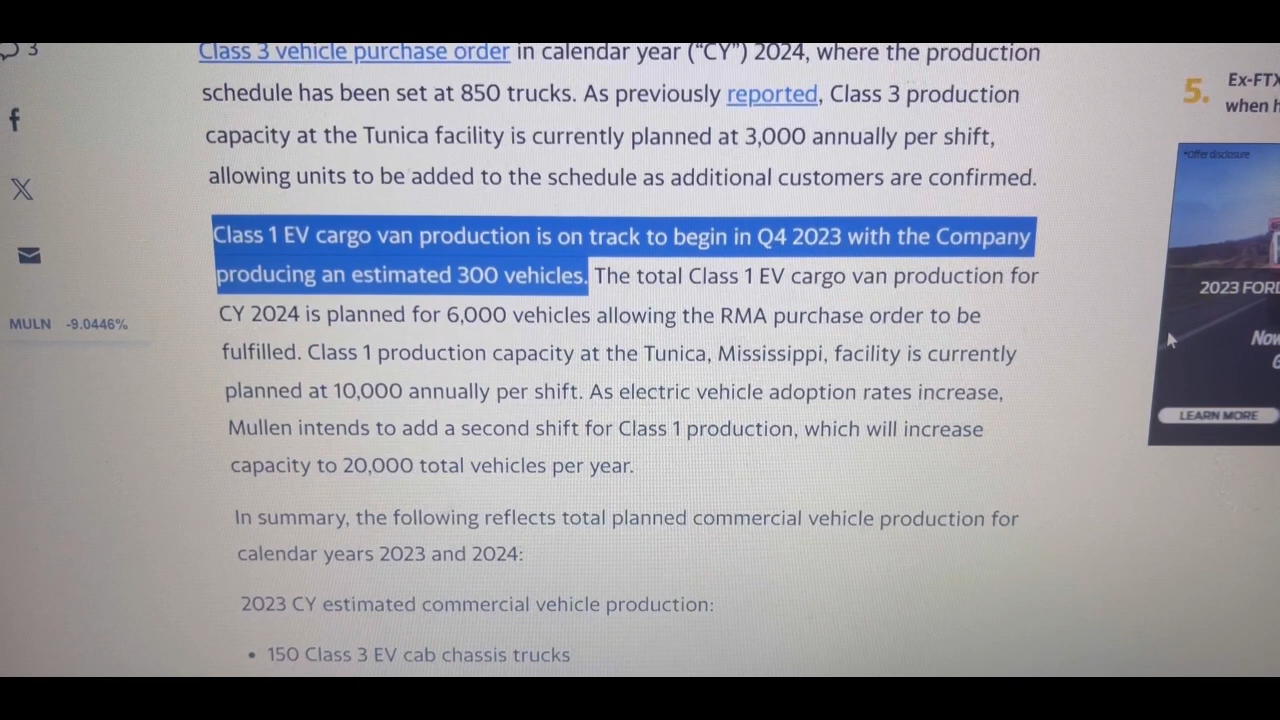 3
Class 3 vehicle purchase order in calendar year (“CY”) 2024, where the production
schedule has been set at 850 trucks. As previously reported, Class 3 production
capacity at the Tunica facility is currently planned at 3,000 annually per shift,
allowing units to be added to the schedule as additional customers are confirmed.
Class 1 EV cargo van production is on track to begin in Q4 2023 with the Company
producing an estimated 300 vehicles. The total Class 1 EV cargo van production for
CY 2024 is planned for 6,000 vehicles allowing the RMA purchase order to be
fulfilled. Class 1 production capacity at the Tunica, Mississippi, facility is currently
planned at 10,000 annually per shift. As electric vehicle adoption rates increase,
Mullen intends to add a second shift for Class 1 production, which will increase
capacity to 20,000 total vehicles per year.
In summary, the following reflects total planned commercial vehicle production for
calendar years 2023 and 2024:
2023 CY estimated commercial vehicle production:
• 150 Class 3 EV cab chassis trucks
MULN -9.0446%
5. Ex-FTX
when h
*Offer disclosure
2023 FORD
Now
LEARN MORE